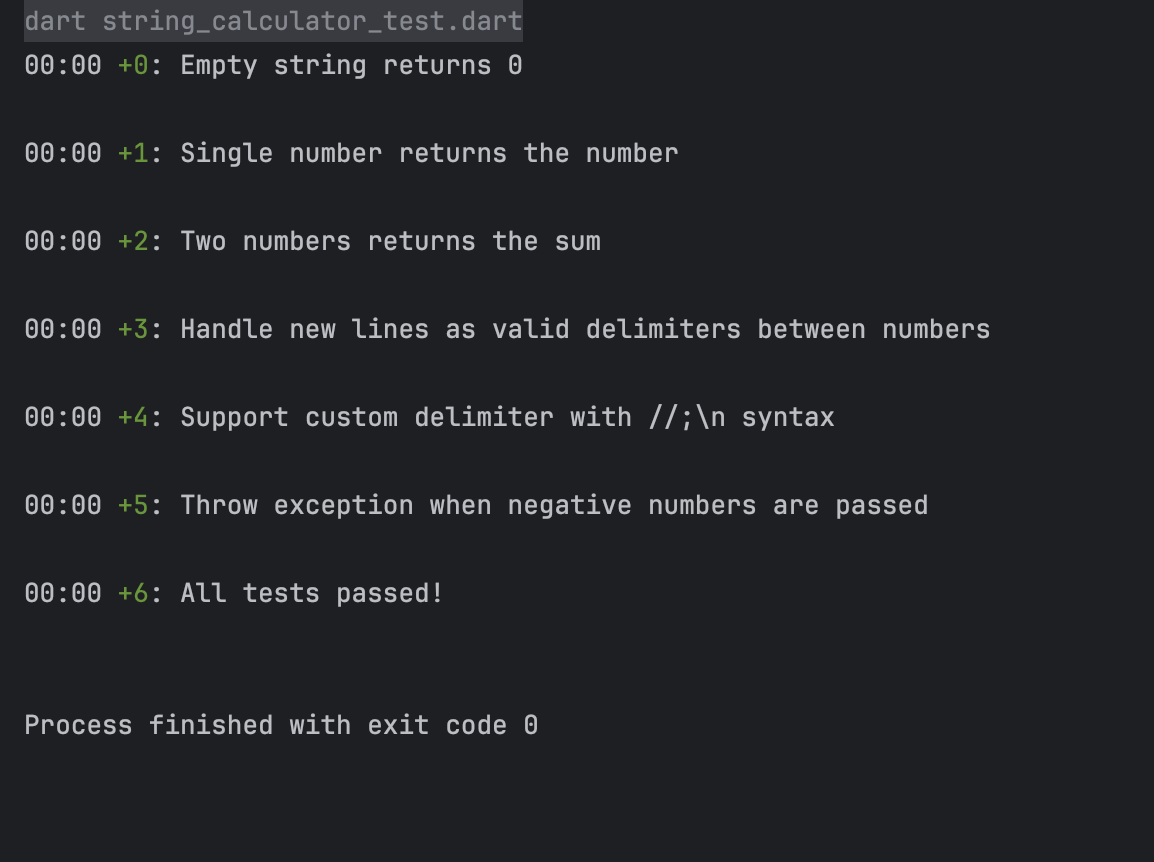 dart string_calculator_test.dart
00:00 +0: Empty string returns 0
00:00 +1: Single number returns the number
00:00 +2: Two numbers returns the sum
00:00 +3: Handle new lines as valid delimiters between numbers
00:00 +4: Support custom delimiter with //;\n syntax
00:00 +5: Throw exception when negative numbers are passed
00:00 +6: All tests passed!
Process finished with exit code 0